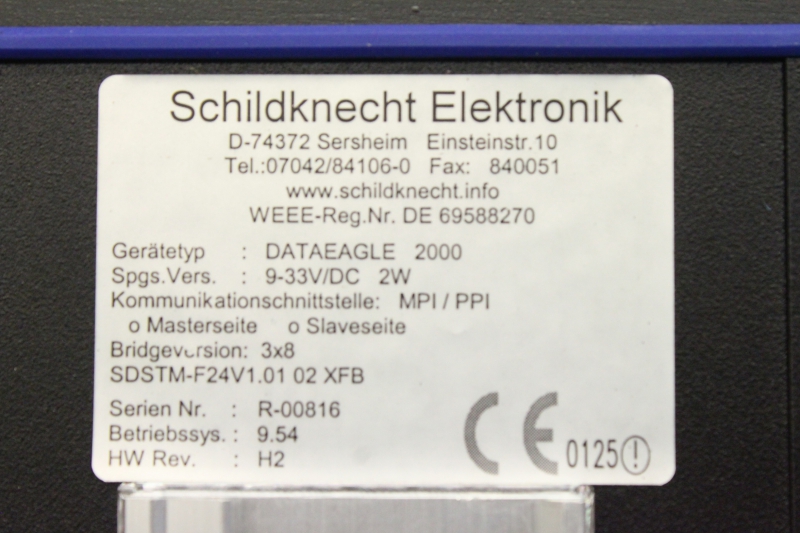 Schildknecht Elektronik
D-74372 Sersheim Einsteinstr.10
Tel.:07042/84106-0 Fax: 840051
www.schildknecht.info
WEEE-Reg.Nr. DE 69588270
Gerätetyp : DATAEAGLE 2000
Spgs.Vers. : 9-33V/DC 2W
Kommunikationschnittstelle: MPI / PPI
o Masterseite o Slaveseite
Bridgeversion: 3x8
SDSTM-F24V1.01 02 XFB
Serien Nr. : R-00816
Betriebssys. : 9.54
HW Rev. : H2
CE 0125